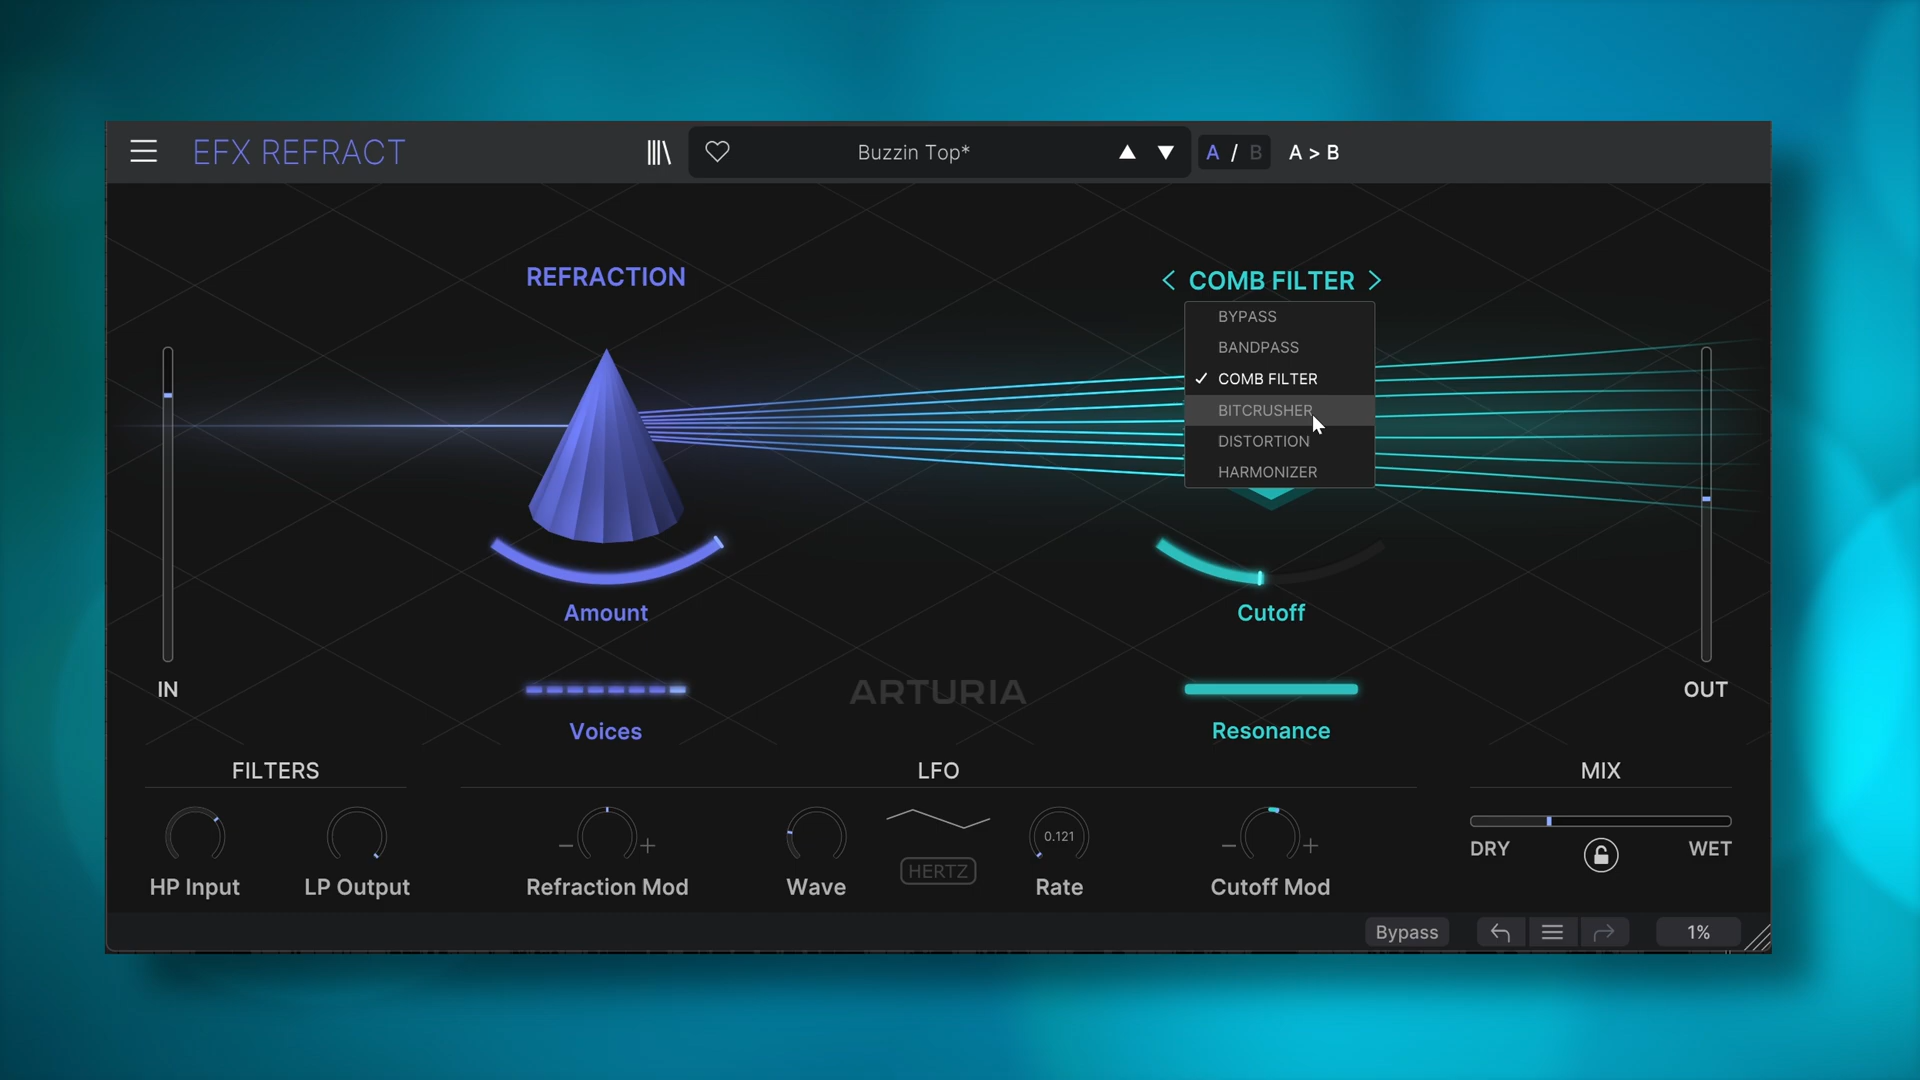 EFX REFRACT
Buzzin Top*
A / B
A > B
REFRACTION
< COMB FILTER >
BYPASS
BANDPASS
✓ COMB FILTER
BITCRUSHER
DISTORTION
HARMONIZER
Amount
Cutoff
IN
OUT
Voices
ARTURIA
Resonance
FILTERS
LFO
MIX
0.121
HERTZ
DRY
WET
HP Input
LP Output
Refraction Mod
Wave
Rate
Cutoff Mod
Bypass
1%